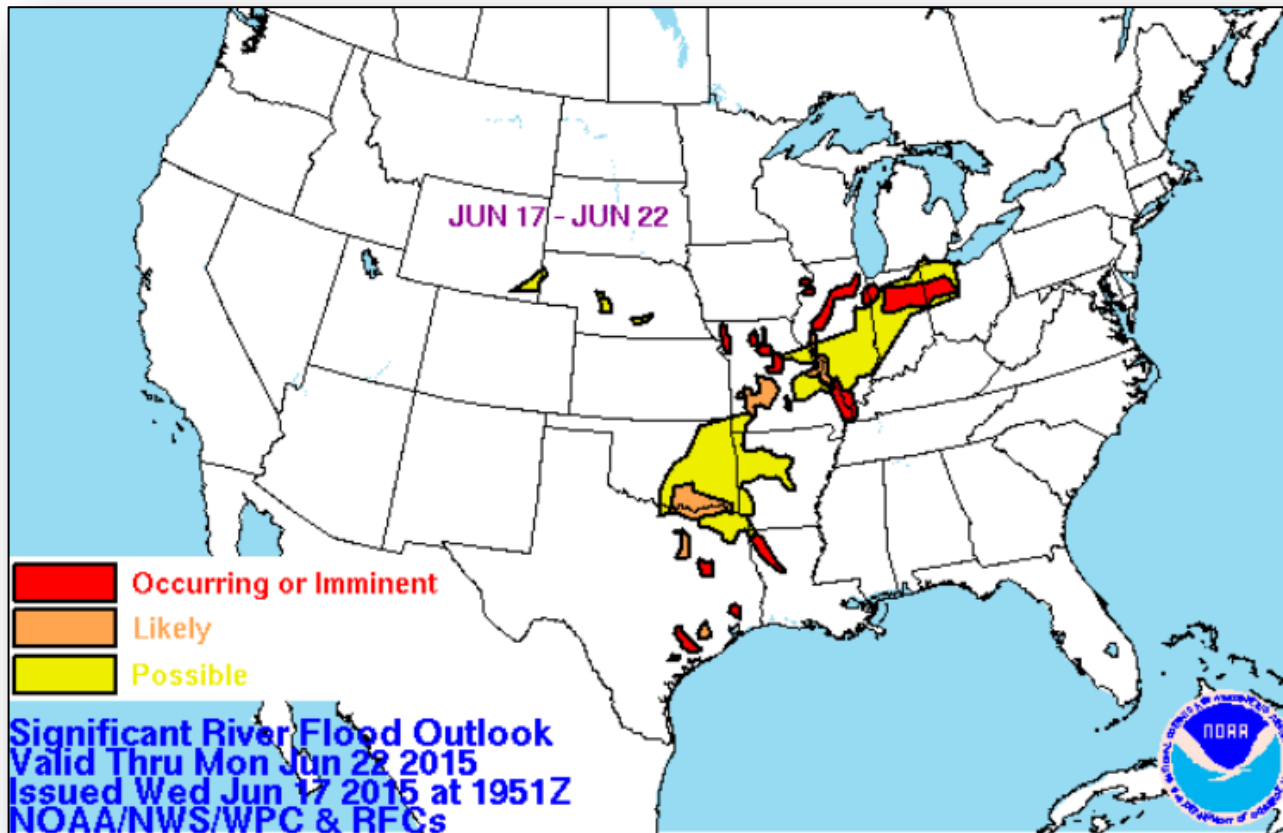 JUN 17 - JUN 22
Occurring or Imminent
Likely
Possible
Significant River Flood Outlook
Valid Thru Mon Jun 22 2015
Issued Wed Jun 17 2015 at 1951Z
NOAA/NWS/WPC & RFCs
NOAA